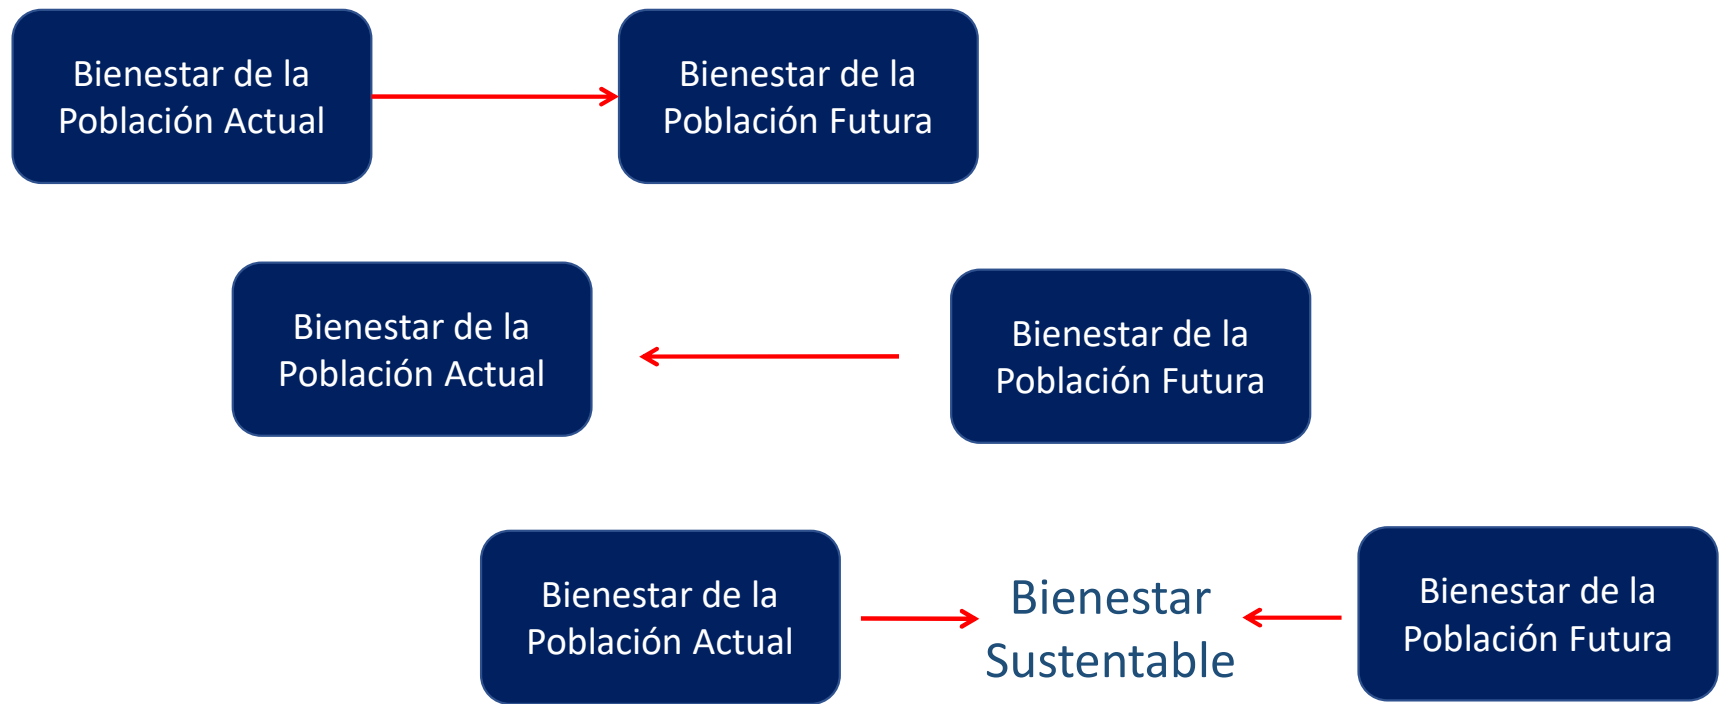 Bienestar de la
Población Actual
Bienestar de la
Población Futura
Bienestar de la
Población Actual
Bienestar de la
Población Futura
Bienestar de la
Población Actual
Bienestar
Sustentable
Bienestar de la
Población Futura